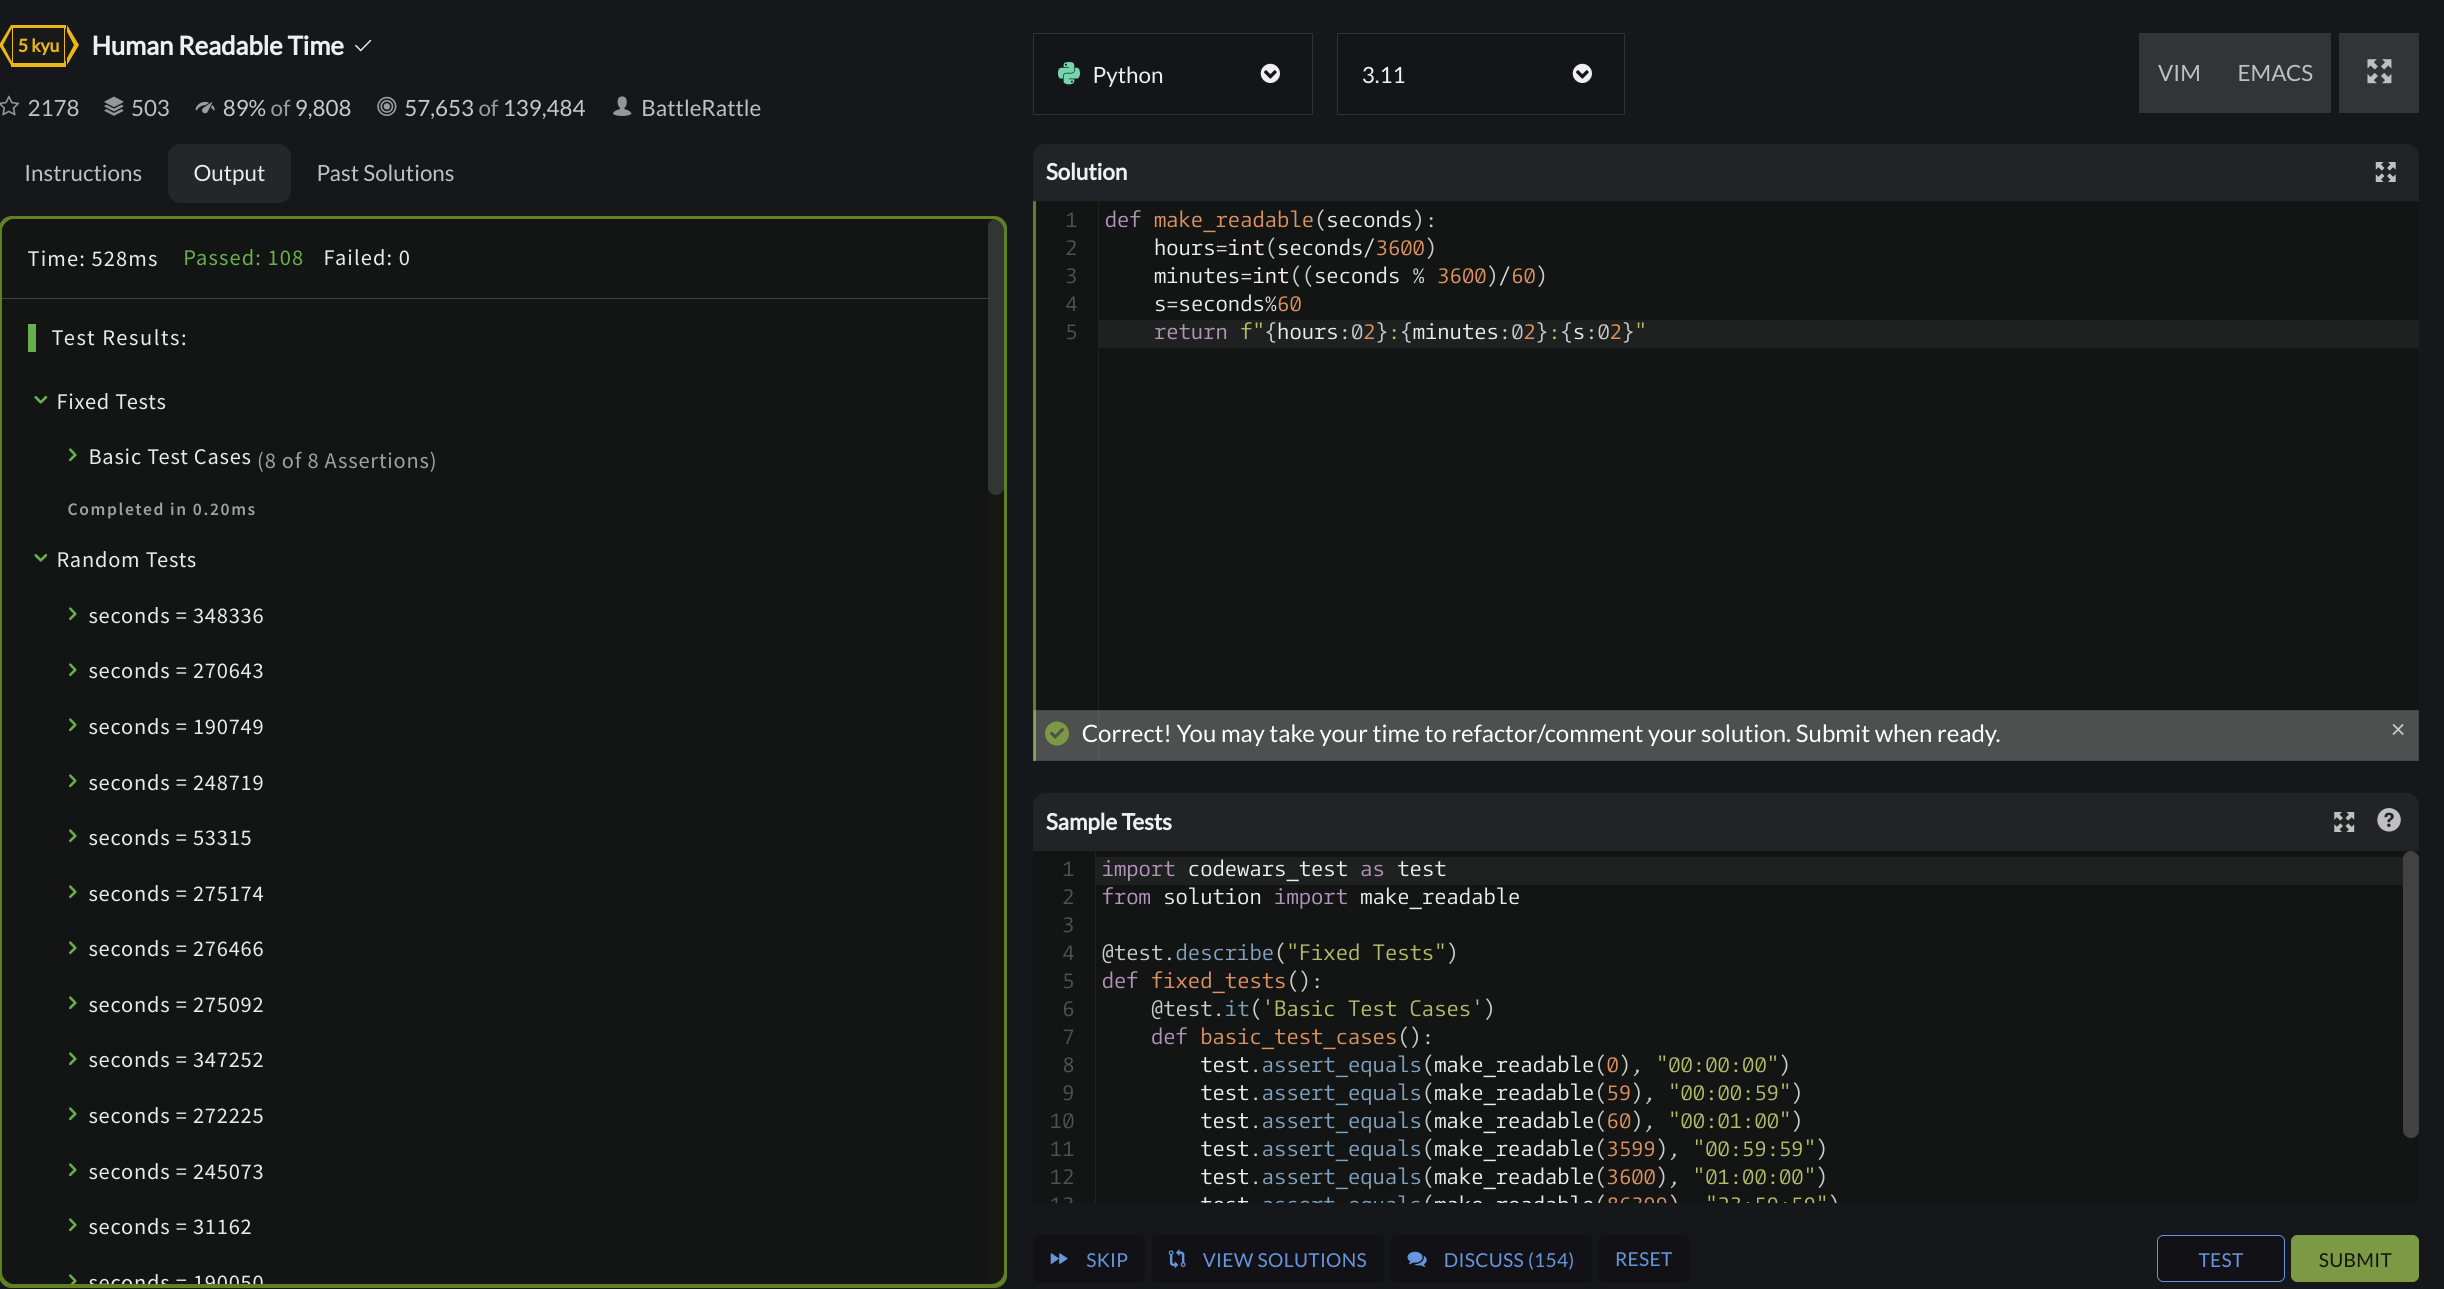 5 kyu Human Readable Time
2178 503 89% of 9,808 57,653 of 139,484 BattleRattle
Instructions Output Past Solutions
Time: 528ms Passed: 108 Failed: 0
Test Results:
Fixed Tests
Basic Test Cases (8 of 8 Assertions)
Completed in 0.20ms
Random Tests
seconds = 348336
seconds = 270643
seconds = 190749
seconds = 248719
seconds = 53315
seconds = 275174
seconds = 276466
seconds = 275092
seconds = 347252
seconds = 272225
seconds = 245073
seconds = 31162
seconds = 190050
Python 3.11 VIM EMACS
Solution
1 def make_readable(seconds):
2 hours=int(seconds/3600)
3 minutes=int((seconds % 3600)/60)
4 s=seconds%60
5 return f"{hours:02}:{minutes:02}:{s:02}"
Correct! You may take your time to refactor/comment your solution. Submit when ready.
Sample Tests
1 import codewars_test as test
2 from solution import make_readable
3
4 @test.describe("Fixed Tests")
5 def fixed_tests():
6 @test.it('Basic Test Cases')
7 def basic_test_cases():
8 test.assert_equals(make_readable(0), "00:00:00")
9 test.assert_equals(make_readable(59), "00:00:59")
10 test.assert_equals(make_readable(60), "00:01:00")
11 test.assert_equals(make_readable(3599), "00:59:59")
12 test.assert_equals(make_readable(3600), "01:00:00")
13 test.assert_equals(make_readable(86399), "23:59:59")
SKIP VIEW SOLUTIONS DISCUSS (154) RESET TEST SUBMIT